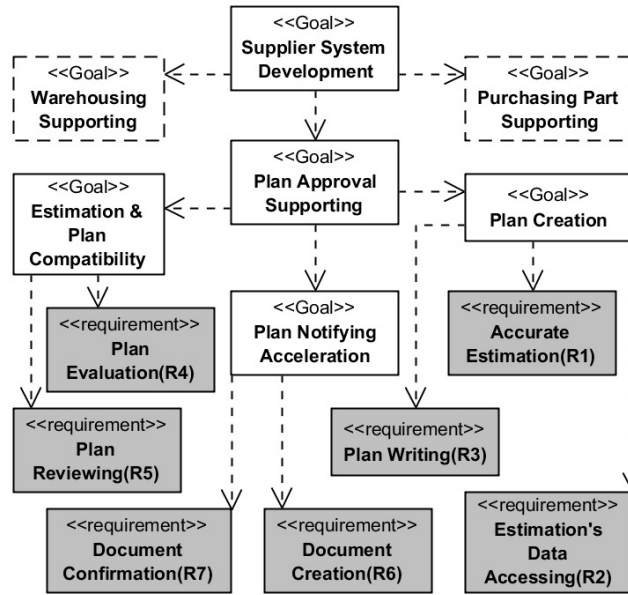 <<Goal>>
Supplier System
Development
<<Goal>>
Warehousing
Supporting
<<Goal>>
Purchasing Part
Supporting
<<Goal>>
Plan Approval
Supporting
<<Goal>>
Estimation &
Plan
Compatibility
<<Goal>>
Plan Creation
<<Goal>>
Plan Notifying
Acceleration
<<requirement>>
Accurate
Estimation(R1)
<<requirement>>
Plan
Evaluation(R4)
<<requirement>>
Plan
Reviewing(R5)
<<requirement>>
Plan Writing(R3)
<<requirement>>
Estimation's
Data
Accessing(R2)
<<requirement>>
Document
Confirmation(R7)
<<requirement>>
Document
Creation(R6)